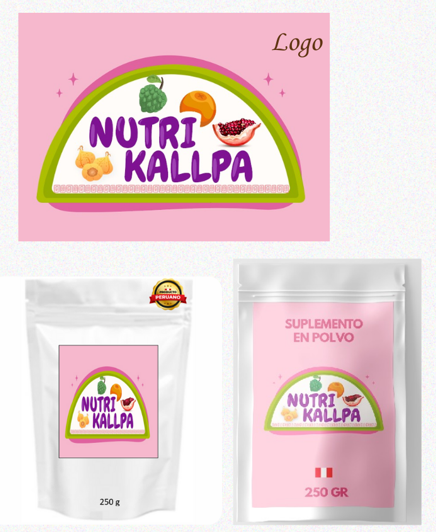 Logo
NUTRI
KALLPA
PERUANO
NUTRI
KALLPA
250 g
SUPLEMENTO
EN POLVO
NUTRI
KALLPA
250 GR